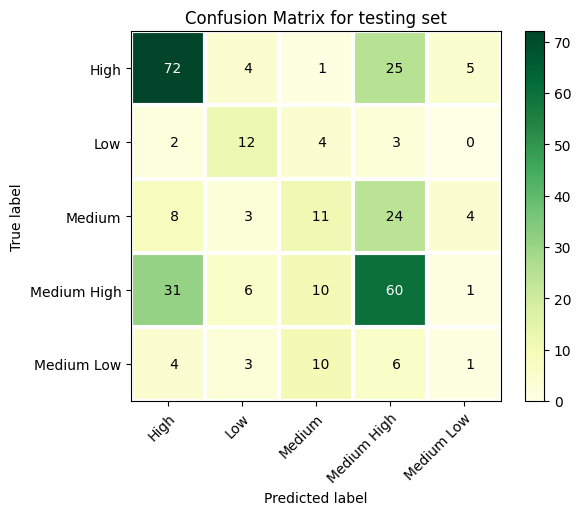 Confusion Matrix for testing set
High 72 4 1 25 5
Low 2 12 4 3 0
Medium 8 3 11 24 4
Medium High 31 6 10 60 1
Medium Low 4 3 10 6 1
High Low Medium Medium High Medium Low
Predicted label
True label
70
60
50
40
30
20
10
0